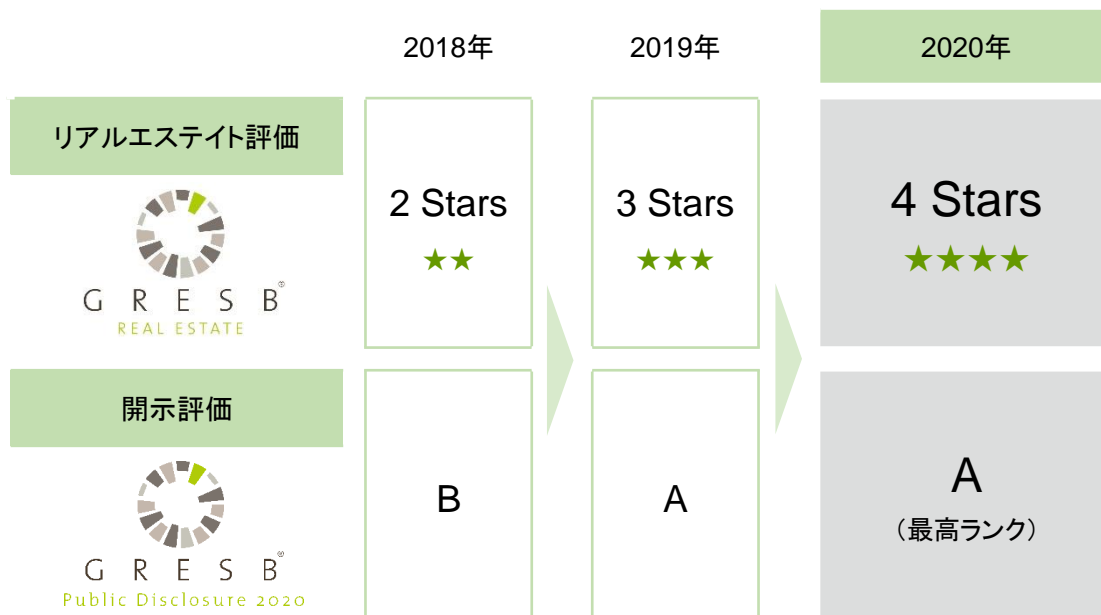 2018年
2019年
2020年
リアルエステイト評価
G R E S B®
REAL ESTATE
2 Stars
★★
3 Stars
★★★
4 Stars
★★★★
開示評価
G R E S B®
Public Disclosure 2020
B
A
A
（最高ランク）